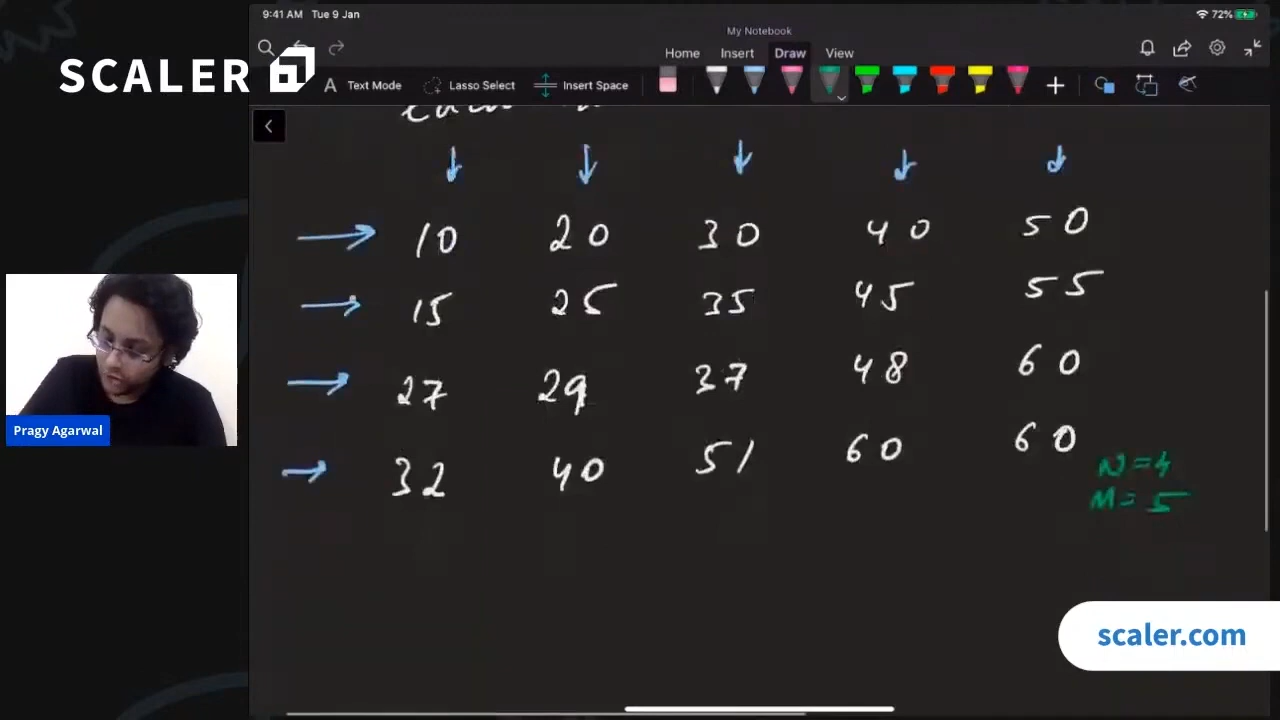 9:41 AM Tue 9 Jan
72%
My Notebook
Home Insert Draw View
SCALER
Text Mode Lasso Select Insert Space
10 20 30 40 50
15 25 35 45 55
27 29 37 48 60
32 40 51 60 60
N=4
M=5
Pragy Agarwal
scaler.com